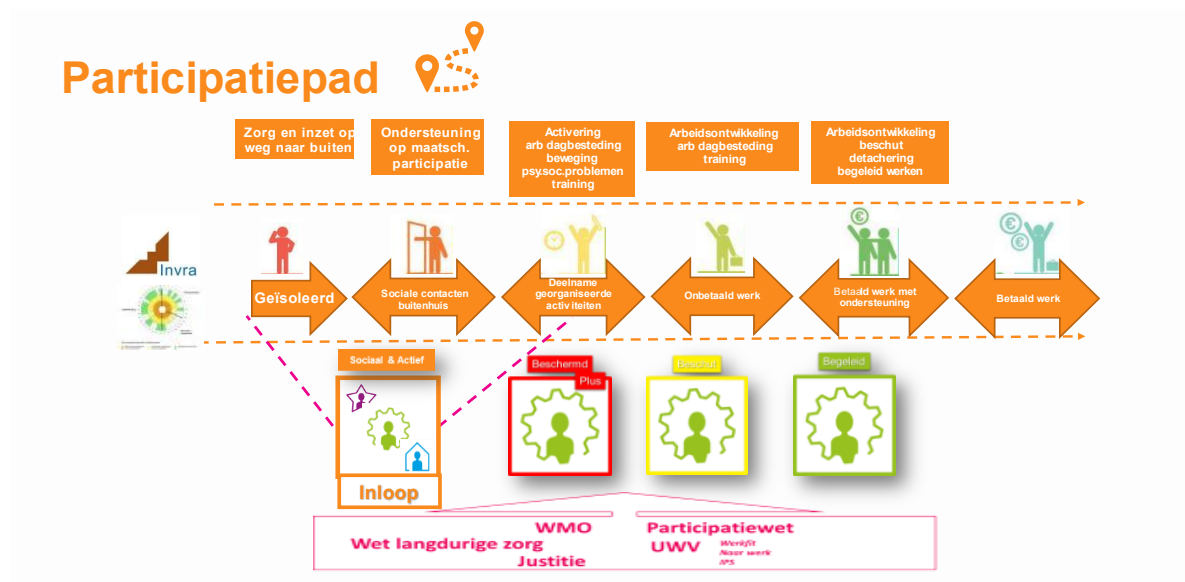 Participatiepad
Zorg en inzet op
weg naar buiten
Ondersteuning
op maatsch.
participatie
Activering
arb dagbesteding
beweging
psy.soc.problemen
training
Arbeidsontwikkeling
arb dagbesteding
training
Arbeidsontwikkeling
beschut
detachering
begeleid werken
Invra
Geïsoleerd
Sociale contacten
buitenhuis
Deelname
georganiseerde
activiteiten
Onbetaald werk
Betaald werk met
ondersteuning
Betaald werk
Sociaal & Actief
Inloop
Beschermd
Plus
Beschut
Begeleid
WMO
Wet langdurige zorg
Justitie
Participatiewet
UWV
Werkfit
Naar werk
IPS